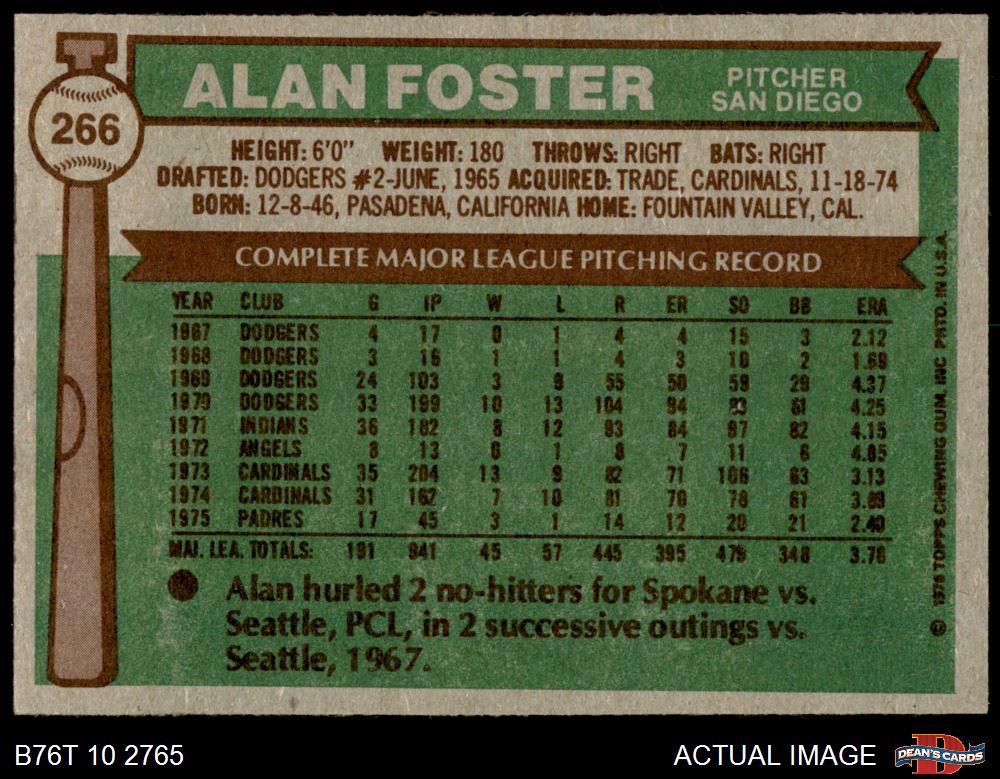 ALAN FOSTER
PITCHER
SAN DIEGO
266
HEIGHT: 6'0" WEIGHT: 180 THROWS: RIGHT BATS: RIGHT
DRAFTED: DODGERS #2-JUNE, 1965 ACQUIRED: TRADE, CARDINALS, 11-18-74
BORN: 12-8-46, PASADENA, CALIFORNIA HOME: FOUNTAIN VALLEY, CAL.
COMPLETE MAJOR LEAGUE PITCHING RECORD
YEAR CLUB G IP W L R ER SO BB ERA
1967 DODGERS 4 17 0 1 4 4 15 3 2.12
1968 DODGERS 3 16 1 1 4 3 10 2 1.69
1969 DODGERS 24 103 3 9 55 50 59 29 4.37
1970 DODGERS 33 199 10 13 104 94 83 81 4.25
1971 INDIANS 36 182 8 12 93 84 97 82 4.15
1972 ANGELS 8 13 0 1 8 7 11 6 4.85
1973 CARDINALS 35 204 13 9 82 71 106 63 3.13
1974 CARDINALS 31 162 7 10 81 70 78 61 3.89
1975 PADRES 17 45 3 1 14 12 20 21 2.40
MAJ. LEA. TOTALS: 191 941 45 57 445 395 479 348 3.78
Alan hurled 2 no-hitters for Spokane vs.
Seattle, PCL, in 2 successive outings vs.
Seattle, 1967.
© 1976 TOPPS CHEWING GUM, INC. PRTD. IN U.S.A.
B76T 10 2765
ACTUAL IMAGE
DEAN'S CARDS